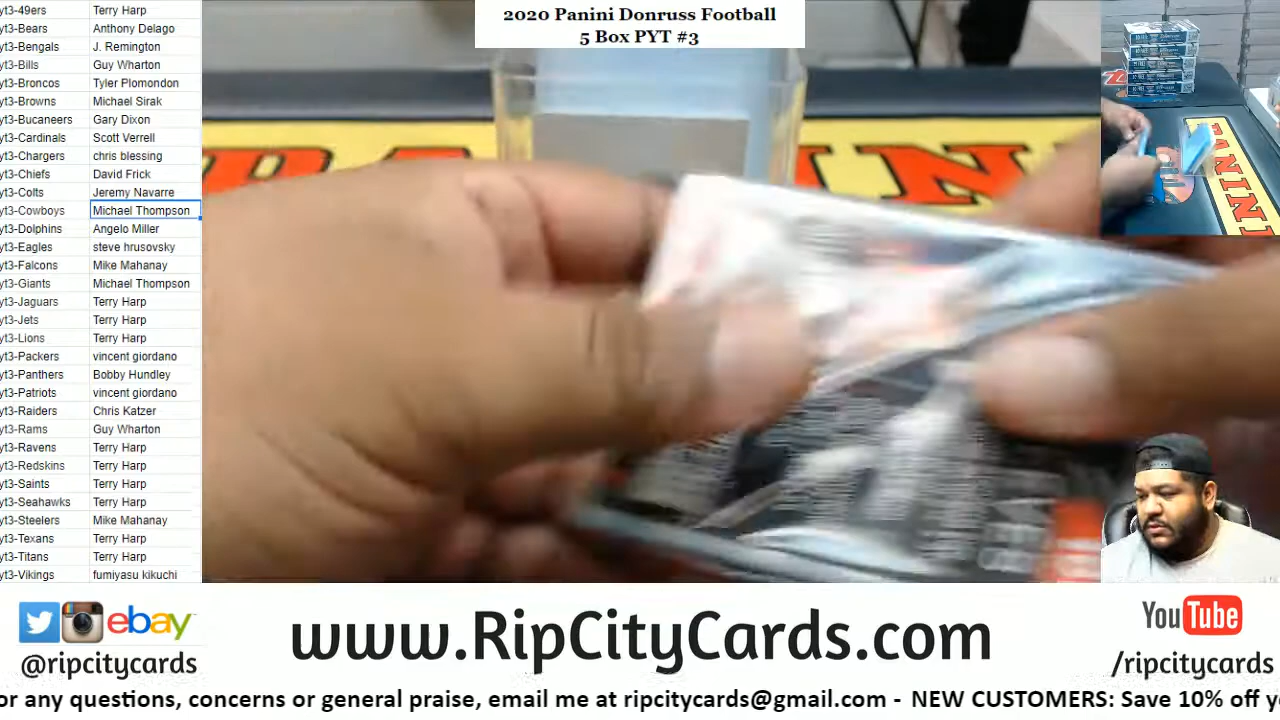 2020 Panini Donruss Football
5 Box PYT #3
yt3-49ers Terry Harp
yt3-Bears Anthony Delago
yt3-Bengals J. Remington
yt3-Bills Guy Wharton
yt3-Broncos Tyler Plomondon
yt3-Browns Michael Sirak
yt3-Bucaneers Gary Dixon
yt3-Cardinals Scott Verrell
yt3-Chargers chris blessing
yt3-Chiefs David Frick
yt3-Colts Jeremy Navarre
yt3-Cowboys Michael Thompson
yt3-Dolphins Angelo Miller
yt3-Eagles steve hrusovsky
yt3-Falcons Mike Mahanay
yt3-Giants Michael Thompson
yt3-Jaguars Terry Harp
yt3-Jets Terry Harp
yt3-Lions Terry Harp
yt3-Packers vincent giordano
yt3-Panthers Bobby Hundley
yt3-Patriots vincent giordano
yt3-Raiders Chris Katzer
yt3-Rams Guy Wharton
yt3-Ravens Terry Harp
yt3-Redskins Terry Harp
yt3-Saints Terry Harp
yt3-Seahawks Terry Harp
yt3-Steelers Mike Mahanay
yt3-Texans Terry Harp
yt3-Titans Terry Harp
yt3-Vikings fumiyasu kikuchi
ebay
@ripcitycards
www.RipCityCards.com
YouTube
/ripcitycards
or any questions, concerns or general praise, email me at ripcitycards@gmail.com - NEW CUSTOMERS: Save 10% off y